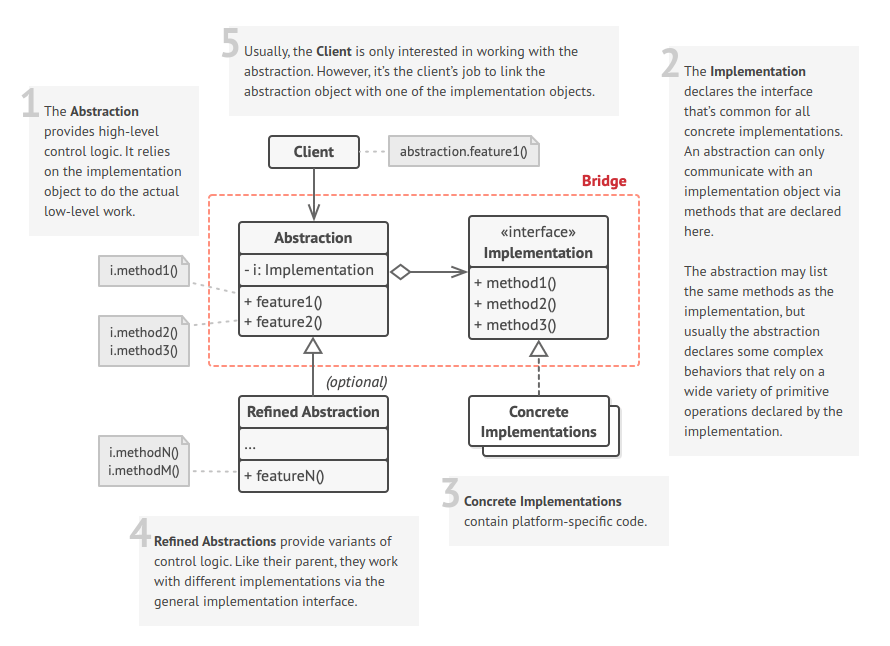 5
Usually, the Client is only interested in working with the
abstraction. However, it’s the client’s job to link the
abstraction object with one of the implementation objects.
2
The Implementation
declares the interface
that’s common for all
concrete implementations.
An abstraction can only
communicate with an
implementation object via
methods that are declared
here.
The abstraction may list
the same methods as the
implementation, but
usually the abstraction
declares some complex
behaviors that rely on a
wide variety of primitive
operations declared by the
implementation.
1
The Abstraction
provides high-level
control logic. It relies
on the implementation
object to do the actual
low-level work.
Client
abstraction.feature1()
Bridge
Abstraction
- i: Implementation
+ feature1()
+ feature2()
«interface»
Implementation
+ method1()
+ method2()
+ method3()
i.method1()
i.method2()
i.method3()
(optional)
Refined Abstraction
...
+ featureN()
Concrete
Implementations
i.methodN()
i.methodM()
3
Concrete Implementations
contain platform-specific code.
4
Refined Abstractions provide variants of
control logic. Like their parent, they work
with different implementations via the
general implementation interface.